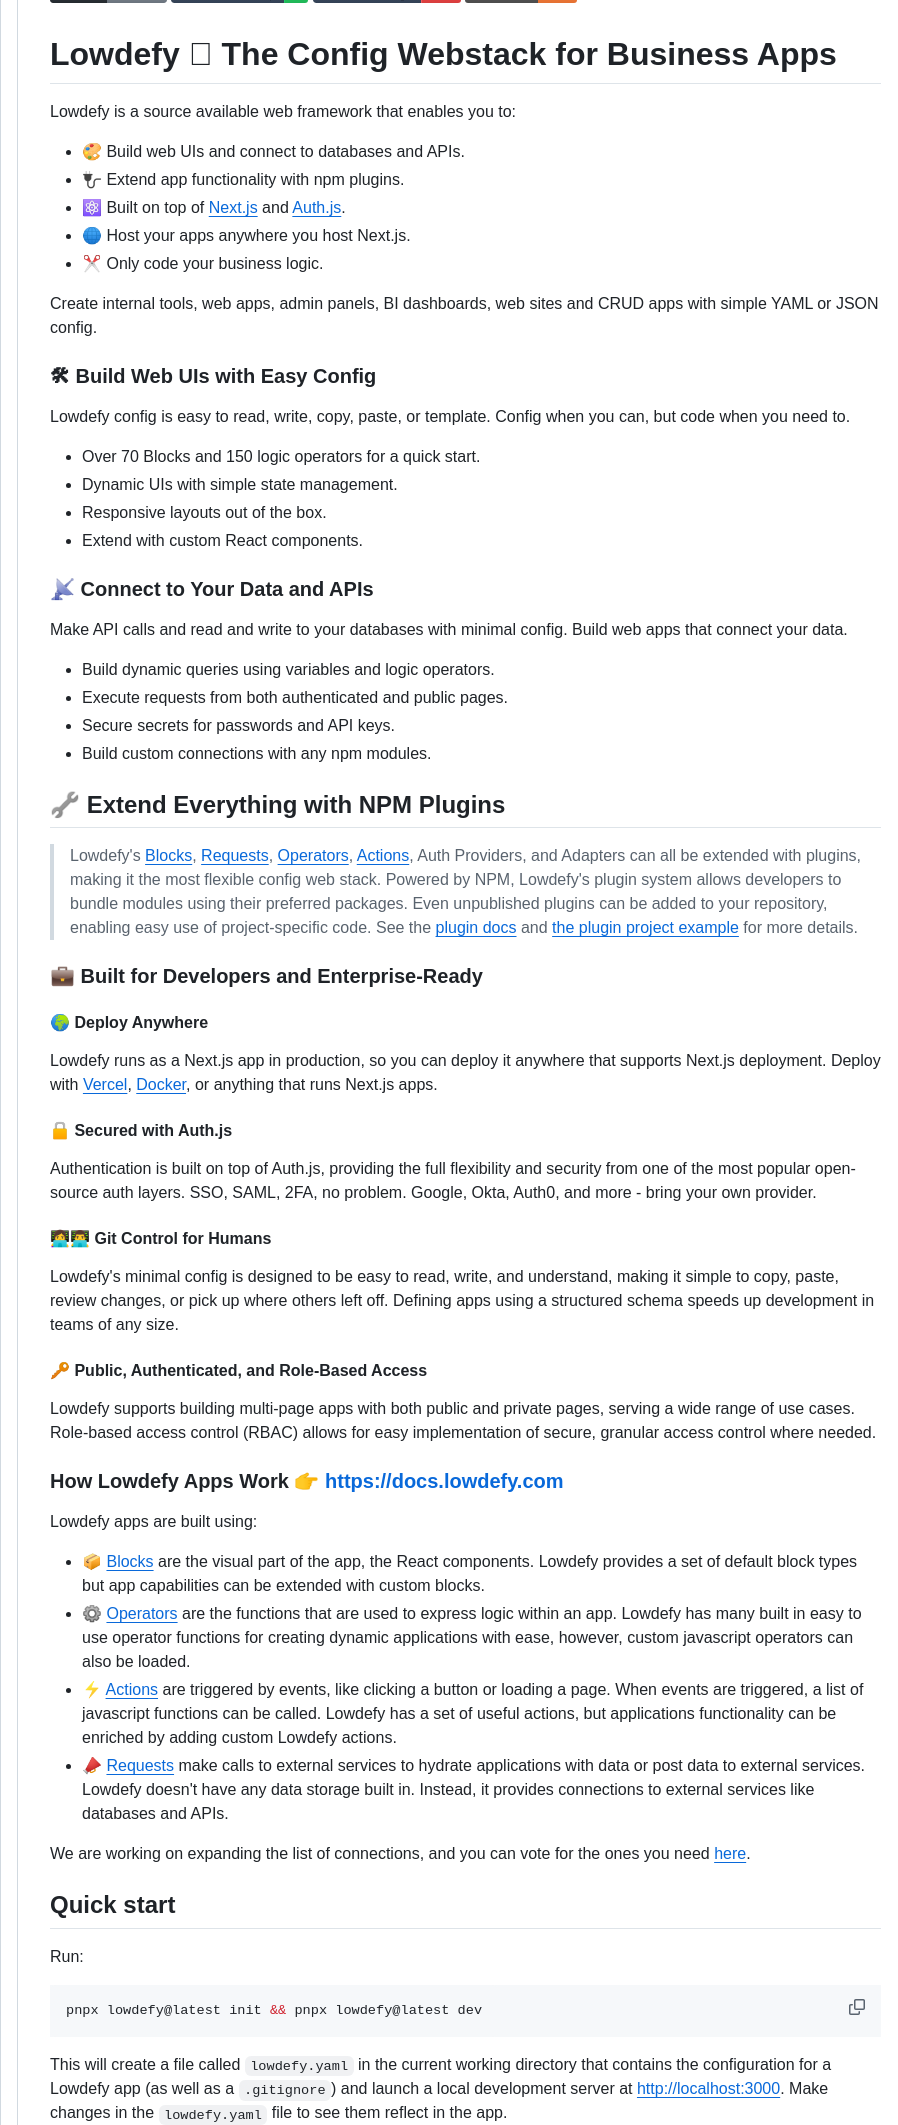 Lowdefy The Config Webstack for Business Apps
Lowdefy is a source available web framework that enables you to:
🎨 Build web UIs and connect to databases and APIs.
🔌 Extend app functionality with npm plugins.
⚛️ Built on top of Next.js and Auth.js.
🌐 Host your apps anywhere you host Next.js.
✂️ Only code your business logic.
Create internal tools, web apps, admin panels, BI dashboards, web sites and CRUD apps with simple YAML or JSON
config.
🛠 Build Web UIs with Easy Config
Lowdefy config is easy to read, write, copy, paste, or template. Config when you can, but code when you need to.
Over 70 Blocks and 150 logic operators for a quick start.
Dynamic UIs with simple state management.
Responsive layouts out of the box.
Extend with custom React components.
📡 Connect to Your Data and APIs
Make API calls and read and write to your databases with minimal config. Build web apps that connect your data.
Build dynamic queries using variables and logic operators.
Execute requests from both authenticated and public pages.
Secure secrets for passwords and API keys.
Build custom connections with any npm modules.
🔧 Extend Everything with NPM Plugins
Lowdefy's Blocks, Requests, Operators, Actions, Auth Providers, and Adapters can all be extended with plugins,
making it the most flexible config web stack. Powered by NPM, Lowdefy's plugin system allows developers to
bundle modules using their preferred packages. Even unpublished plugins can be added to your repository,
enabling easy use of project-specific code. See the plugin docs and the plugin project example for more details.
💼 Built for Developers and Enterprise-Ready
🌍 Deploy Anywhere
Lowdefy runs as a Next.js app in production, so you can deploy it anywhere that supports Next.js deployment. Deploy
with Vercel, Docker, or anything that runs Next.js apps.
🔒 Secured with Auth.js
Authentication is built on top of Auth.js, providing the full flexibility and security from one of the most popular open-
source auth layers. SSO, SAML, 2FA, no problem. Google, Okta, Auth0, and more - bring your own provider.
👩‍💻👨‍💻 Git Control for Humans
Lowdefy's minimal config is designed to be easy to read, write, and understand, making it simple to copy, paste,
review changes, or pick up where others left off. Defining apps using a structured schema speeds up development in
teams of any size.
🔑 Public, Authenticated, and Role-Based Access
Lowdefy supports building multi-page apps with both public and private pages, serving a wide range of use cases.
Role-based access control (RBAC) allows for easy implementation of secure, granular access control where needed.
How Lowdefy Apps Work 👉 https://docs.lowdefy.com
Lowdefy apps are built using:
📦 Blocks are the visual part of the app, the React components. Lowdefy provides a set of default block types
but app capabilities can be extended with custom blocks.
⚙️ Operators are the functions that are used to express logic within an app. Lowdefy has many built in easy to
use operator functions for creating dynamic applications with ease, however, custom javascript operators can
also be loaded.
⚡ Actions are triggered by events, like clicking a button or loading a page. When events are triggered, a list of
javascript functions can be called. Lowdefy has a set of useful actions, but applications functionality can be
enriched by adding custom Lowdefy actions.
📣 Requests make calls to external services to hydrate applications with data or post data to external services.
Lowdefy doesn't have any data storage built in. Instead, it provides connections to external services like
databases and APIs.
We are working on expanding the list of connections, and you can vote for the ones you need here.
Quick start
Run:
pnpx lowdefy@latest init && pnpx lowdefy@latest dev
This will create a file called lowdefy.yaml in the current working directory that contains the configuration for a
Lowdefy app (as well as a .gitignore ) and launch a local development server at http://localhost:3000. Make
changes in the lowdefy.yaml file to see them reflect in the app.